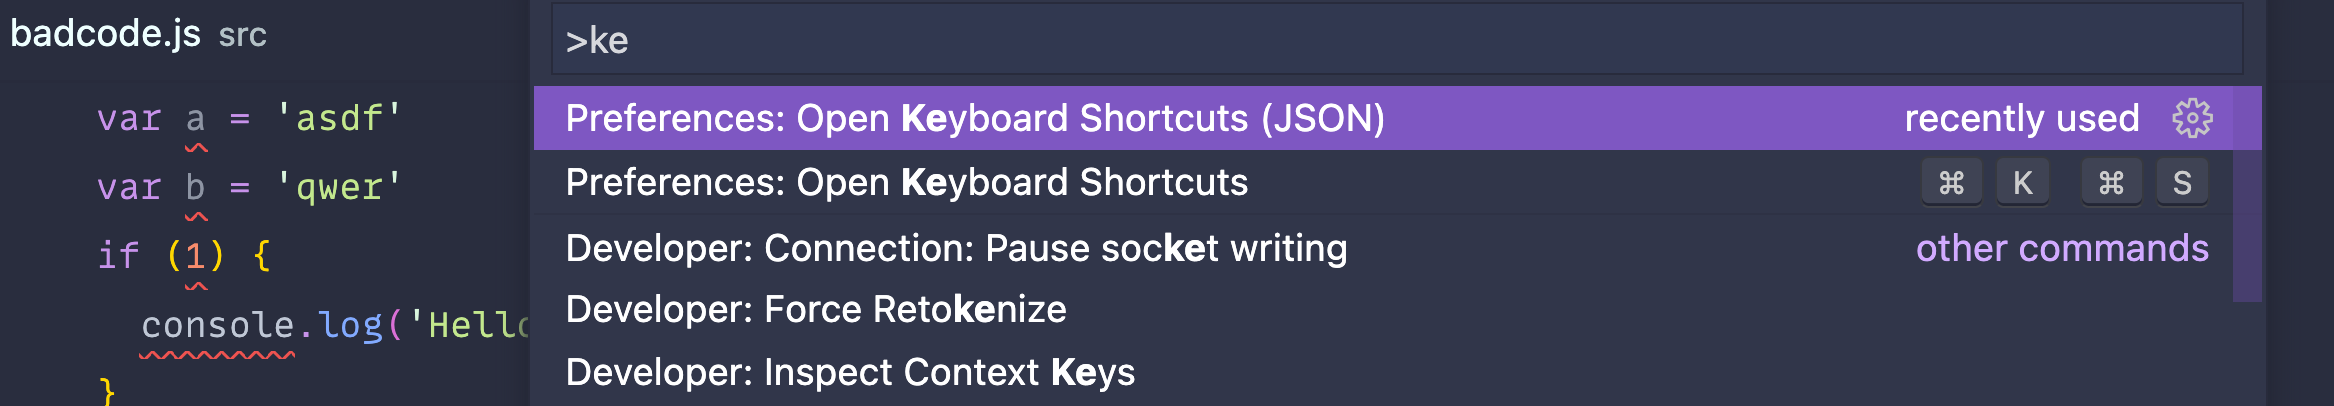 badcode.js src
var a = 'asdf'
var b = 'qwer'
if (1) {
console.log('Hello
}
>ke
Preferences: Open Keyboard Shortcuts (JSON) recently used
Preferences: Open Keyboard Shortcuts ⌘ K ⌘ S
Developer: Connection: Pause socket writing other commands
Developer: Force Retokenize
Developer: Inspect Context Keys